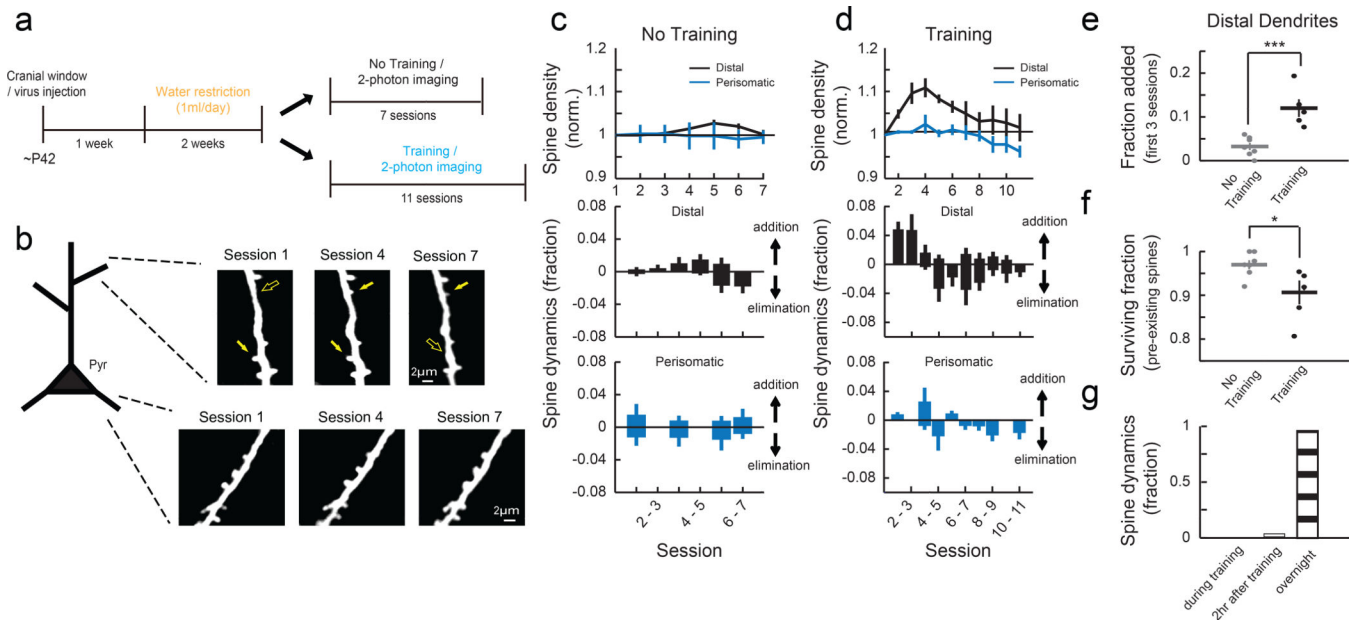 a
Cranial window
/ virus injection
Water restriction
(1ml/day)
1 week
2 weeks
~P42
No Training /
2-photon imaging
7 sessions
Training /
2-photon imaging
11 sessions
b
Pyr
Session 1
Session 4
Session 7
2μm
Session 1
Session 4
Session 7
2μm
c
No Training
Spine density
(norm.)
1.2
1.1
1
0.9
Distal
Perisomatic
1 2 3 4 5 6 7
Spine dynamics (fraction)
Distal
0.08
0.04
0
-0.04
-0.08
addition
elimination
Perisomatic
0.08
0.04
0
-0.04
-0.08
addition
elimination
2 - 3
4 - 5
6 - 7
Session
d
Training
Spine density
(norm.)
1.2
1.1
1
0.9
Distal
Perisomatic
2 4 6 8 10
Spine dynamics (fraction)
Distal
0.08
0.04
0
-0.04
-0.08
addition
elimination
Perisomatic
0.08
0.04
0
-0.04
-0.08
addition
elimination
2 - 3
4 - 5
6 - 7
8 - 9
10 - 11
Session
e
Distal Dendrites
Fraction added
(first 3 sessions)
0.2
0.1
0
***
No
Training
Training
f
Surviving fraction
(pre-existing spines)
1
0.9
0.8
*
No
Training
Training
g
Spine dynamics
(fraction)
1
0.5
0
during training
2hr after training
overnight